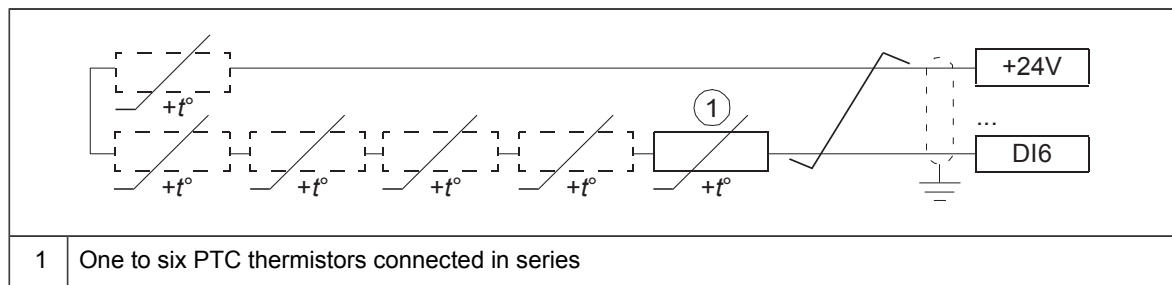 +24V
+t°
1
...
DI6
+t° +t° +t° +t° +t°
1 One to six PTC thermistors connected in series